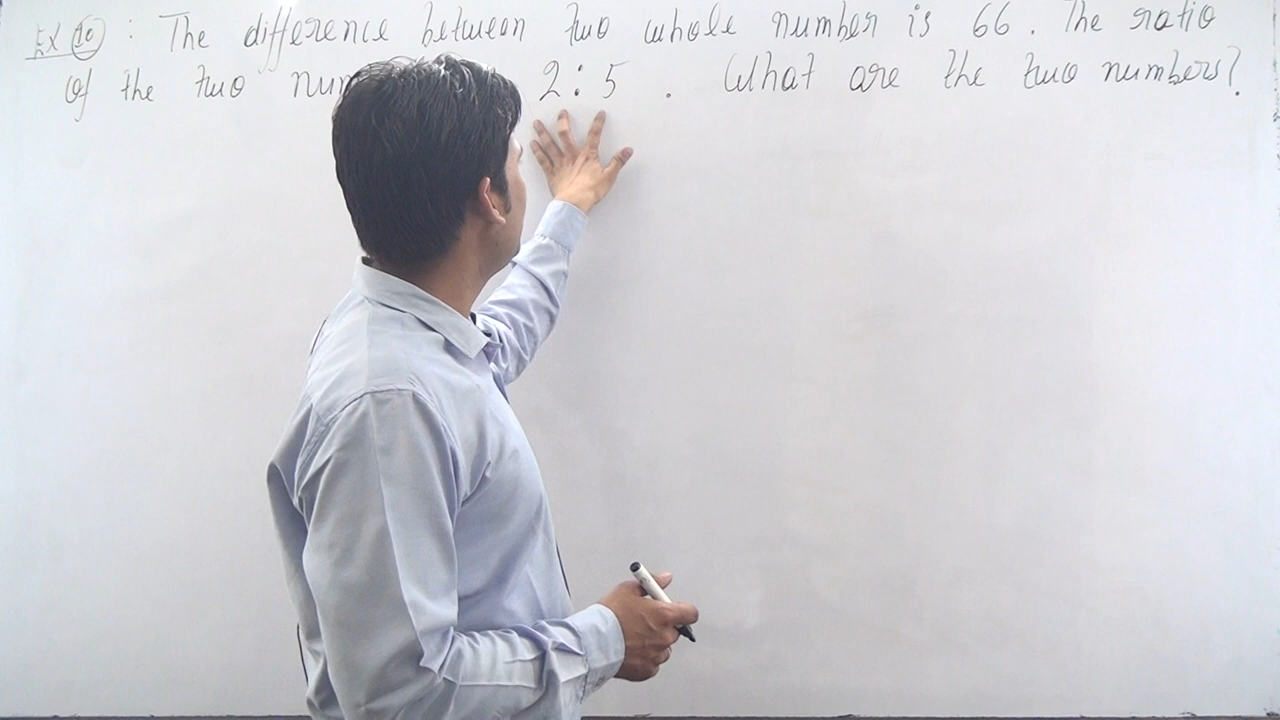 Ex 10 : The difference between two whole number is 66 . The ratio
of the two num 2 : 5 . What are the two numbers?